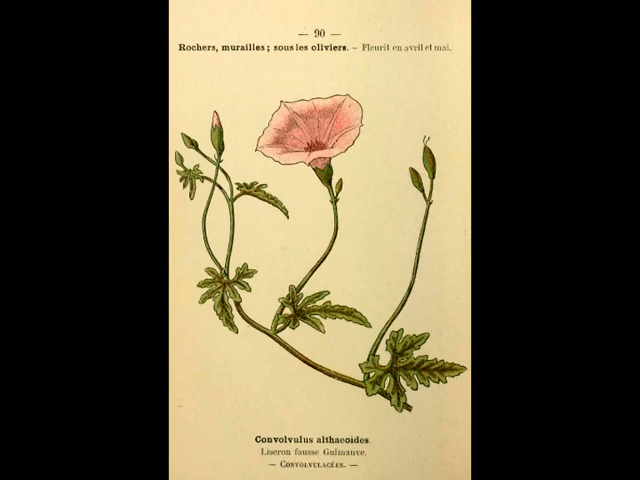 — 90 —
Rochers, murailles ; sous les oliviers. – Fleurit en avril et mai.
Convolvulus althaeoides.
Liseron fausse Guimauve.
— Convolvulacées. —